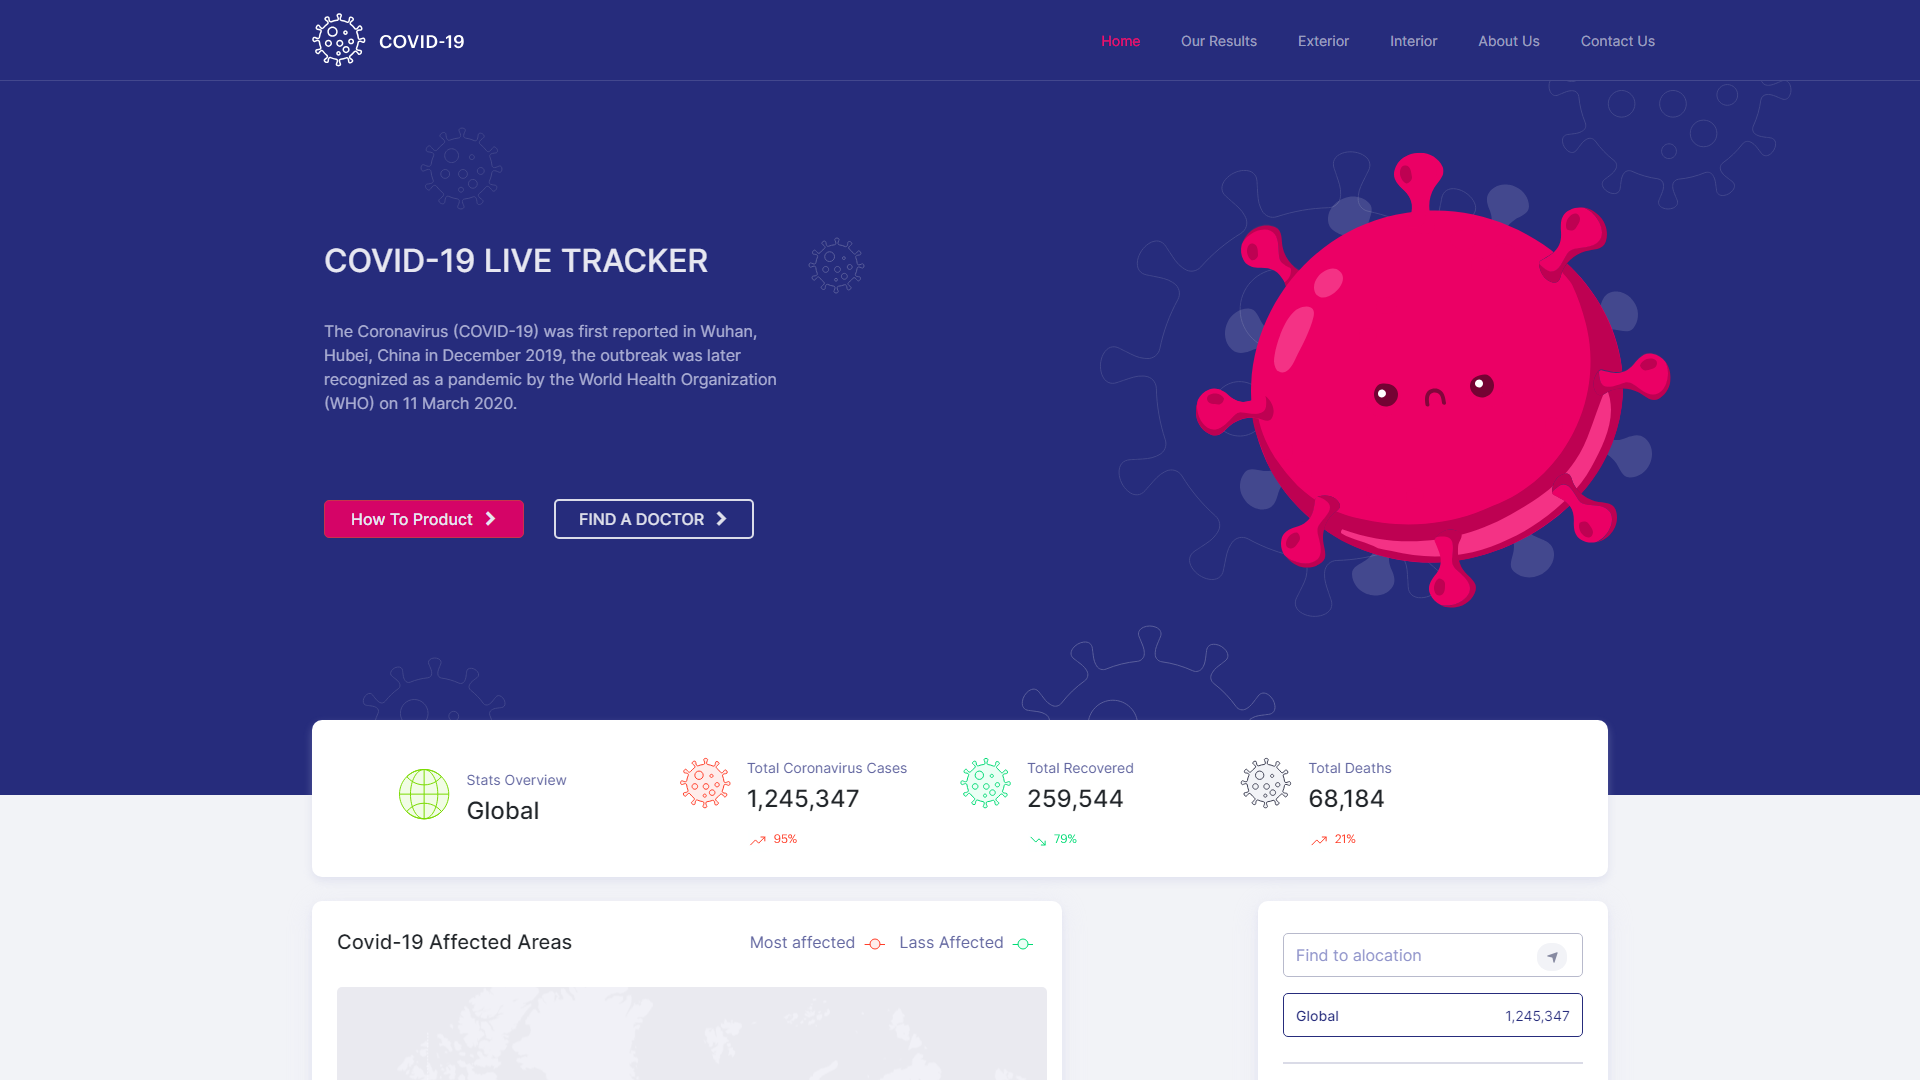 COVID-19
Home
Our Results
Exterior
Interior
About Us
Contact Us
COVID-19 LIVE TRACKER
The Coronavirus (COVID-19) was first reported in Wuhan,
Hubei, China in December 2019, the outbreak was later
recognized as a pandemic by the World Health Organization
(WHO) on 11 March 2020.
How To Product
FIND A DOCTOR
Stats Overview
Global
Total Coronavirus Cases
1,245,347
95%
Total Recovered
259,544
79%
Total Deaths
68,184
21%
Covid-19 Affected Areas
Most affected
Lass Affected
Find to alocation
Global
1,245,347